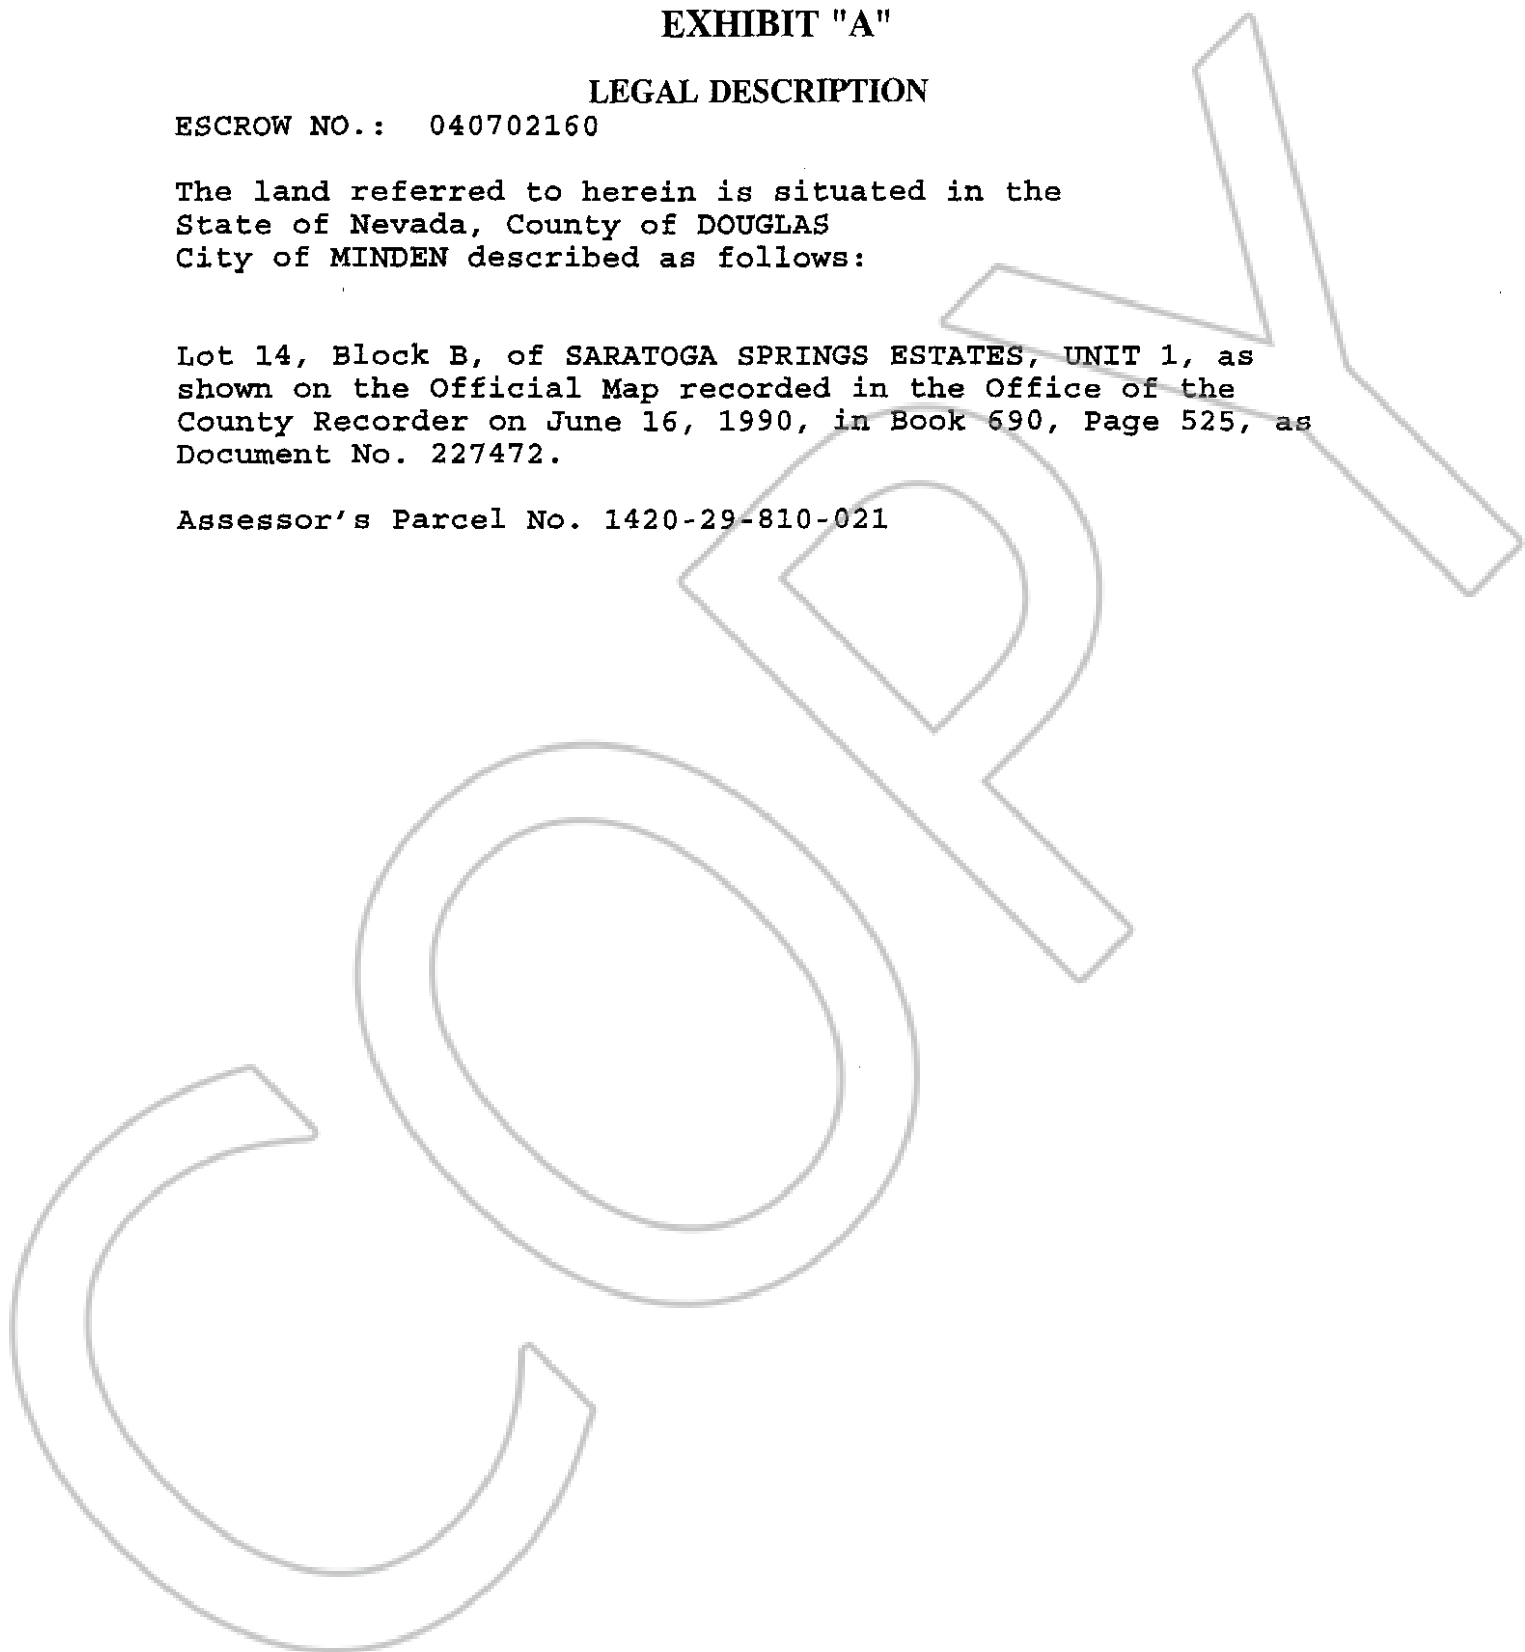 EXHIBIT "A"
LEGAL DESCRIPTION
ESCROW NO.: 040702160
The land referred to herein is situated in the
State of Nevada, County of DOUGLAS
City of MINDEN described as follows:
Lot 14, Block B, of SARATOGA SPRINGS ESTATES, UNIT 1, as
shown on the Official Map recorded in the Office of the
County Recorder on June 16, 1990, in Book 690, Page 525, as
Document No. 227472.
Assessor's Parcel No. 1420-29-810-021
COPY